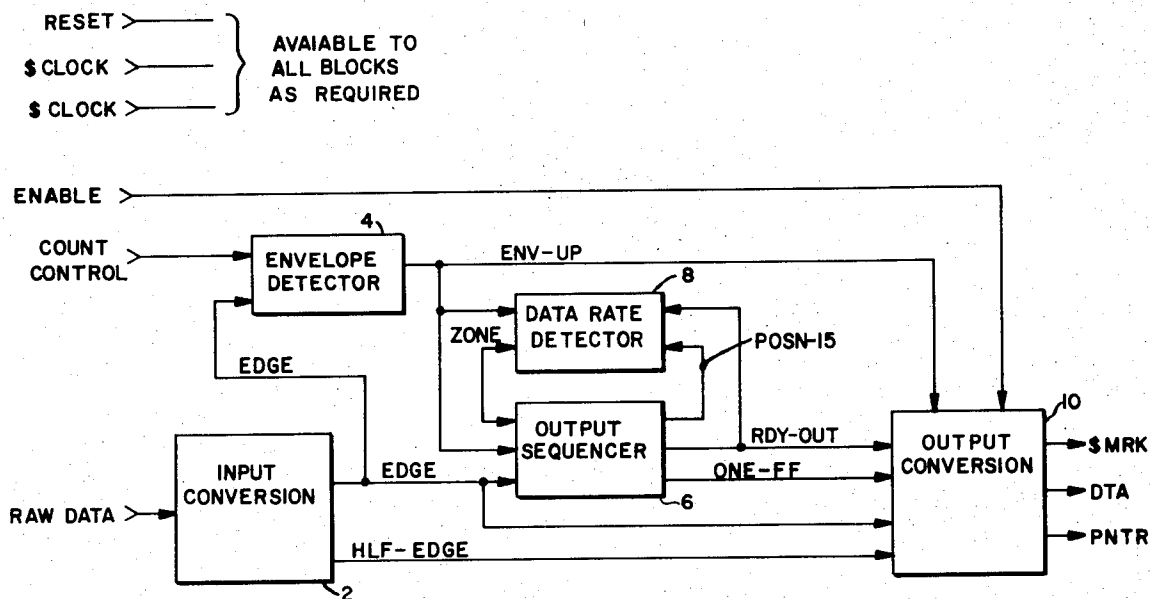 RESET
$ CLOCK
$ CLOCK
AVAIABLE TO
ALL BLOCKS
AS REQUIRED
ENABLE
COUNT
CONTROL
4
ENVELOPE
DETECTOR
ENV-UP
8
DATA RATE
DETECTOR
ZONE
POSN-15
EDGE
OUTPUT
SEQUENCER
6
RDY-OUT
ONE-FF
10
OUTPUT
CONVERSION
$MRK
DTA
PNTR
INPUT
CONVERSION
EDGE
RAW DATA
HLF-EDGE
2